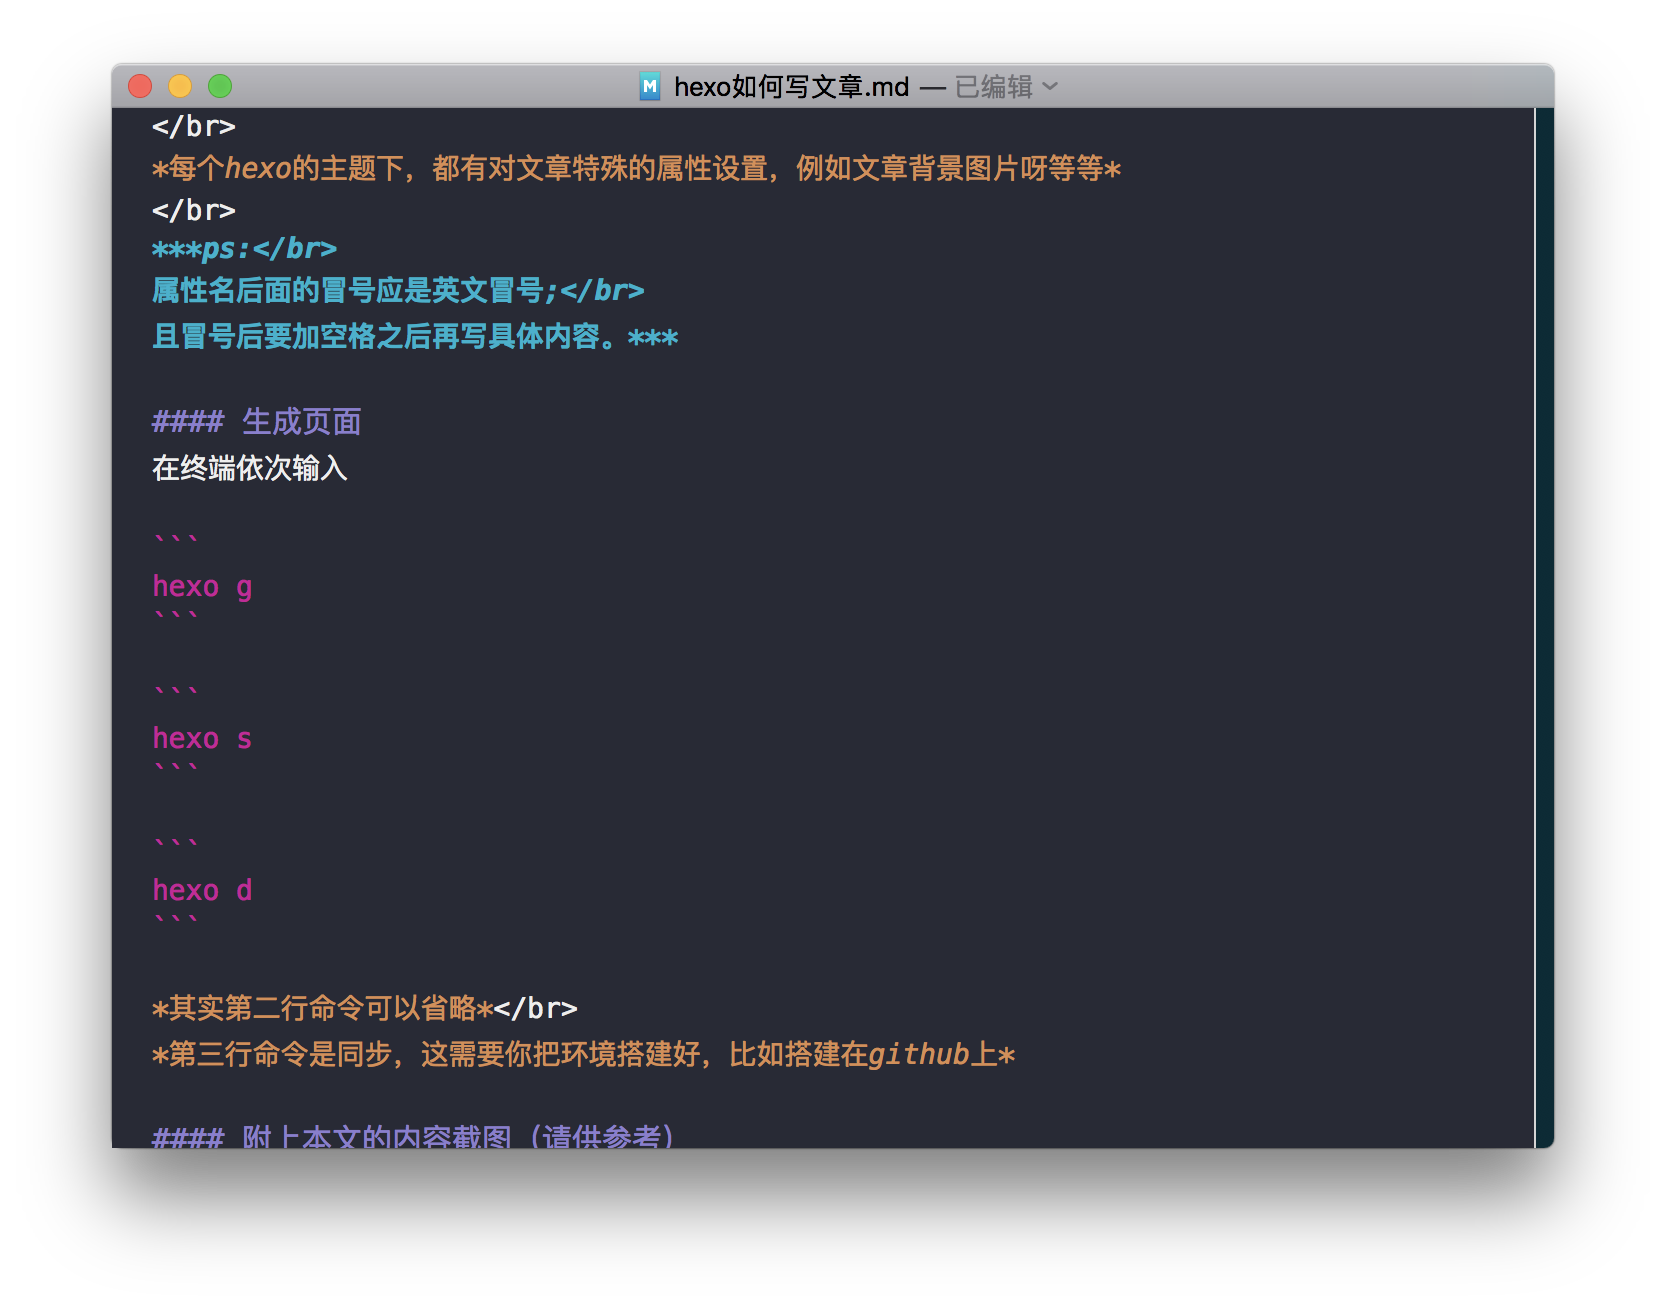 M hexo如何写文章.md — 已编辑
</br>
*每个hexo的主题下，都有对文章特殊的属性设置，例如文章背景图片呀等等*
</br>
***ps:</br>
属性名后面的冒号应是英文冒号;</br>
且冒号后要加空格之后再写具体内容。***
#### 生成页面
在终端依次输入
```
hexo g
```
```
hexo s
```
```
hexo d
```
*其实第二行命令可以省略*</br>
*第三行命令是同步，这需要你把环境搭建好，比如搭建在github上*
#### 附上本文的内容截图（请供参考）